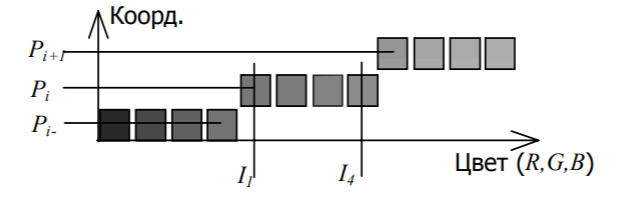 Коорд.
P_{i+1}
P_i
P_{i-}
I_1
I_4
Цвет (R,G,B)